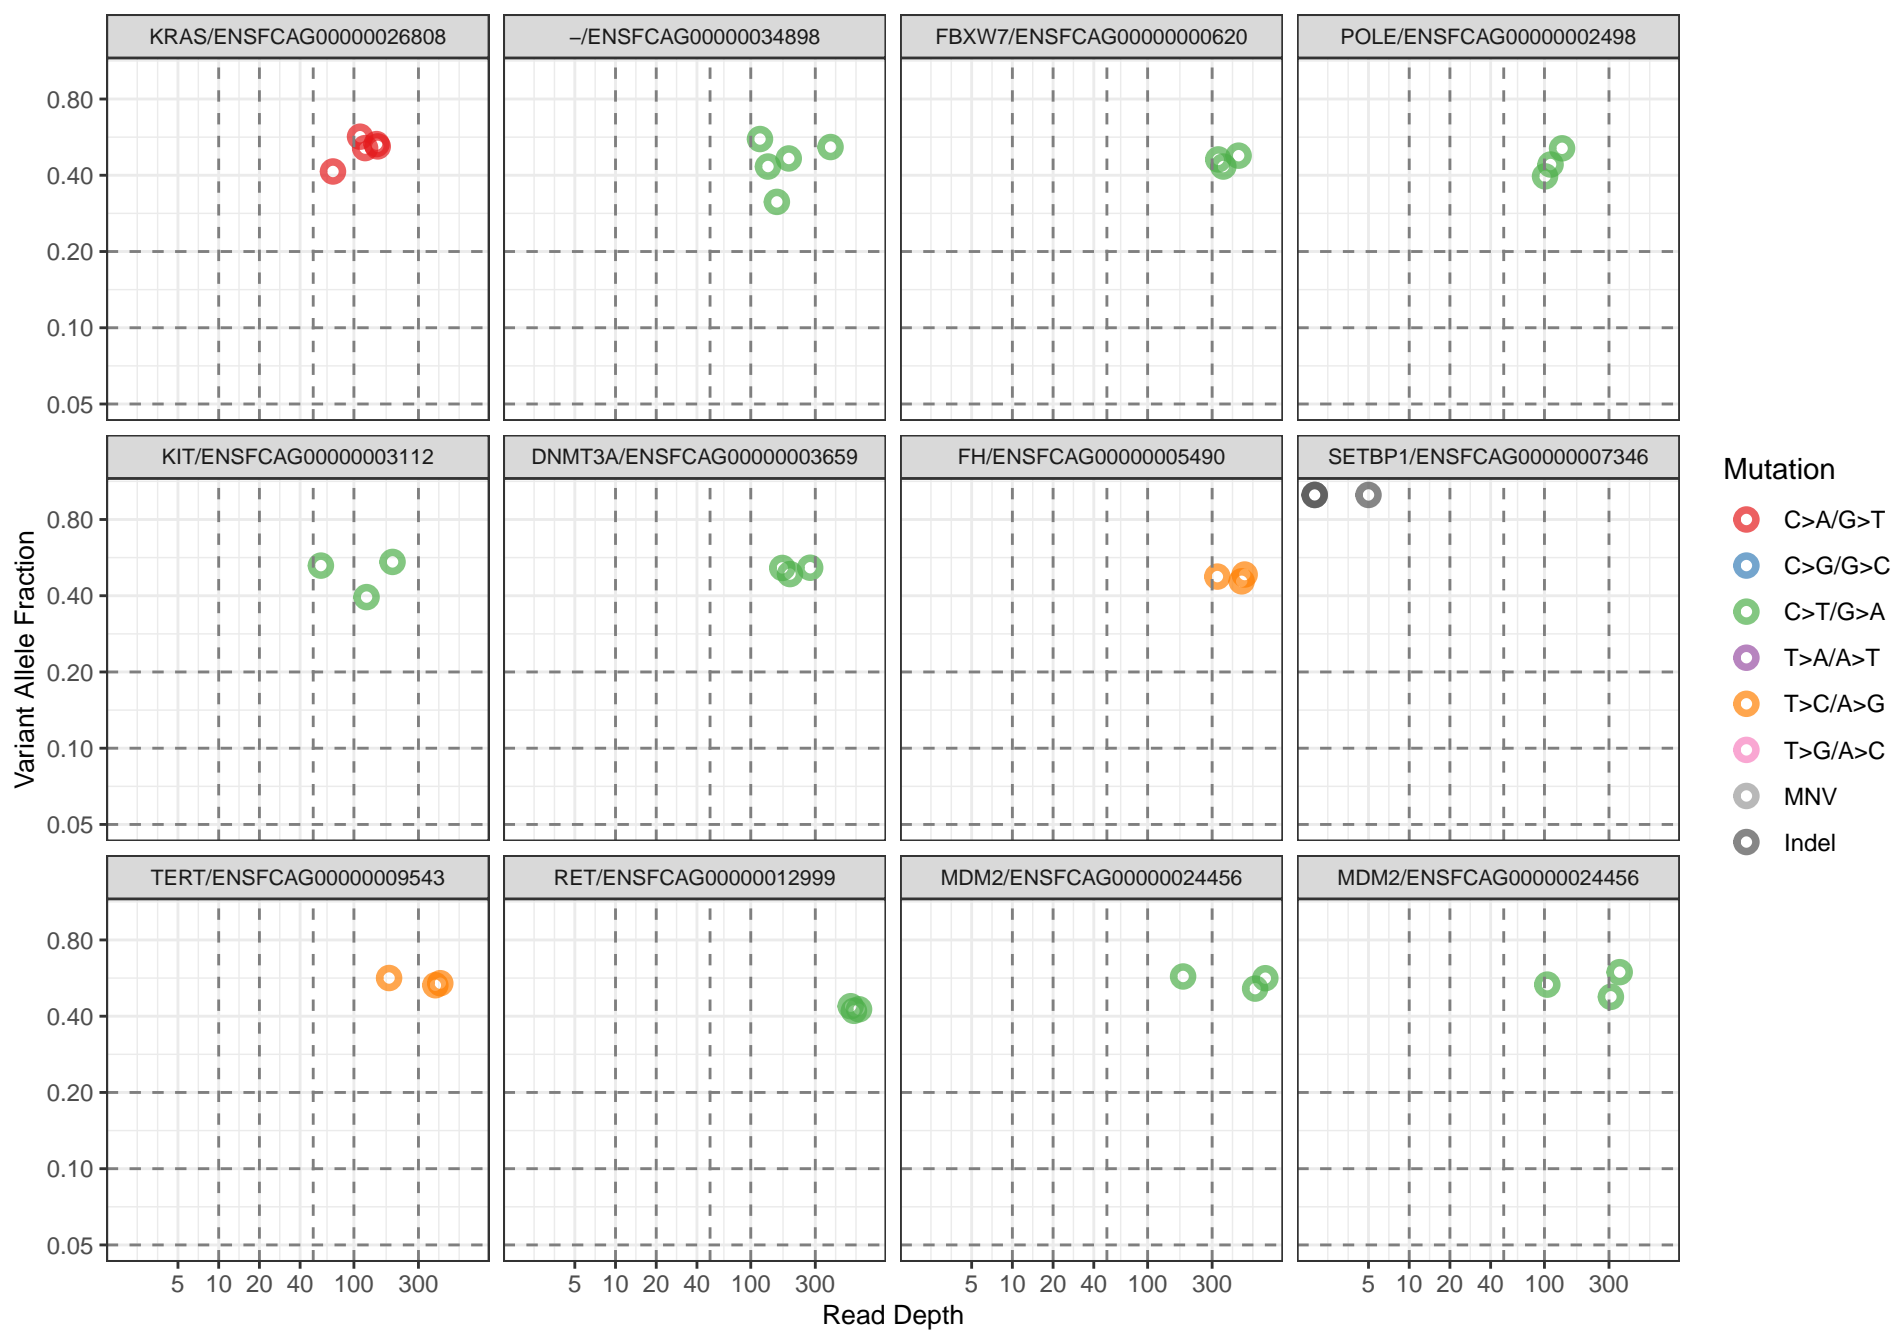 KRAS/ENSFCAG00000026808
–/ENSFCAG00000034898
FBXW7/ENSFCAG00000000620
POLE/ENSFCAG00000002498
0.80
0.40
0.20
0.10
0.05
KIT/ENSFCAG00000003112
DNMT3A/ENSFCAG00000003659
FH/ENSFCAG00000005490
SETBP1/ENSFCAG00000007346
0.80
0.40
0.20
0.10
0.05
TERT/ENSFCAG00000009543
RET/ENSFCAG00000012999
MDM2/ENSFCAG00000024456
MDM2/ENSFCAG00000024456
0.80
0.40
0.20
0.10
0.05
5 10 20 40 100 300
5 10 20 40 100 300
5 10 20 40 100 300
5 10 20 40 100 300
Read Depth
Variant Allele Fraction
Mutation
C>A/G>T
C>G/G>C
C>T/G>A
T>A/A>T
T>C/A>G
T>G/A>C
MNV
Indel